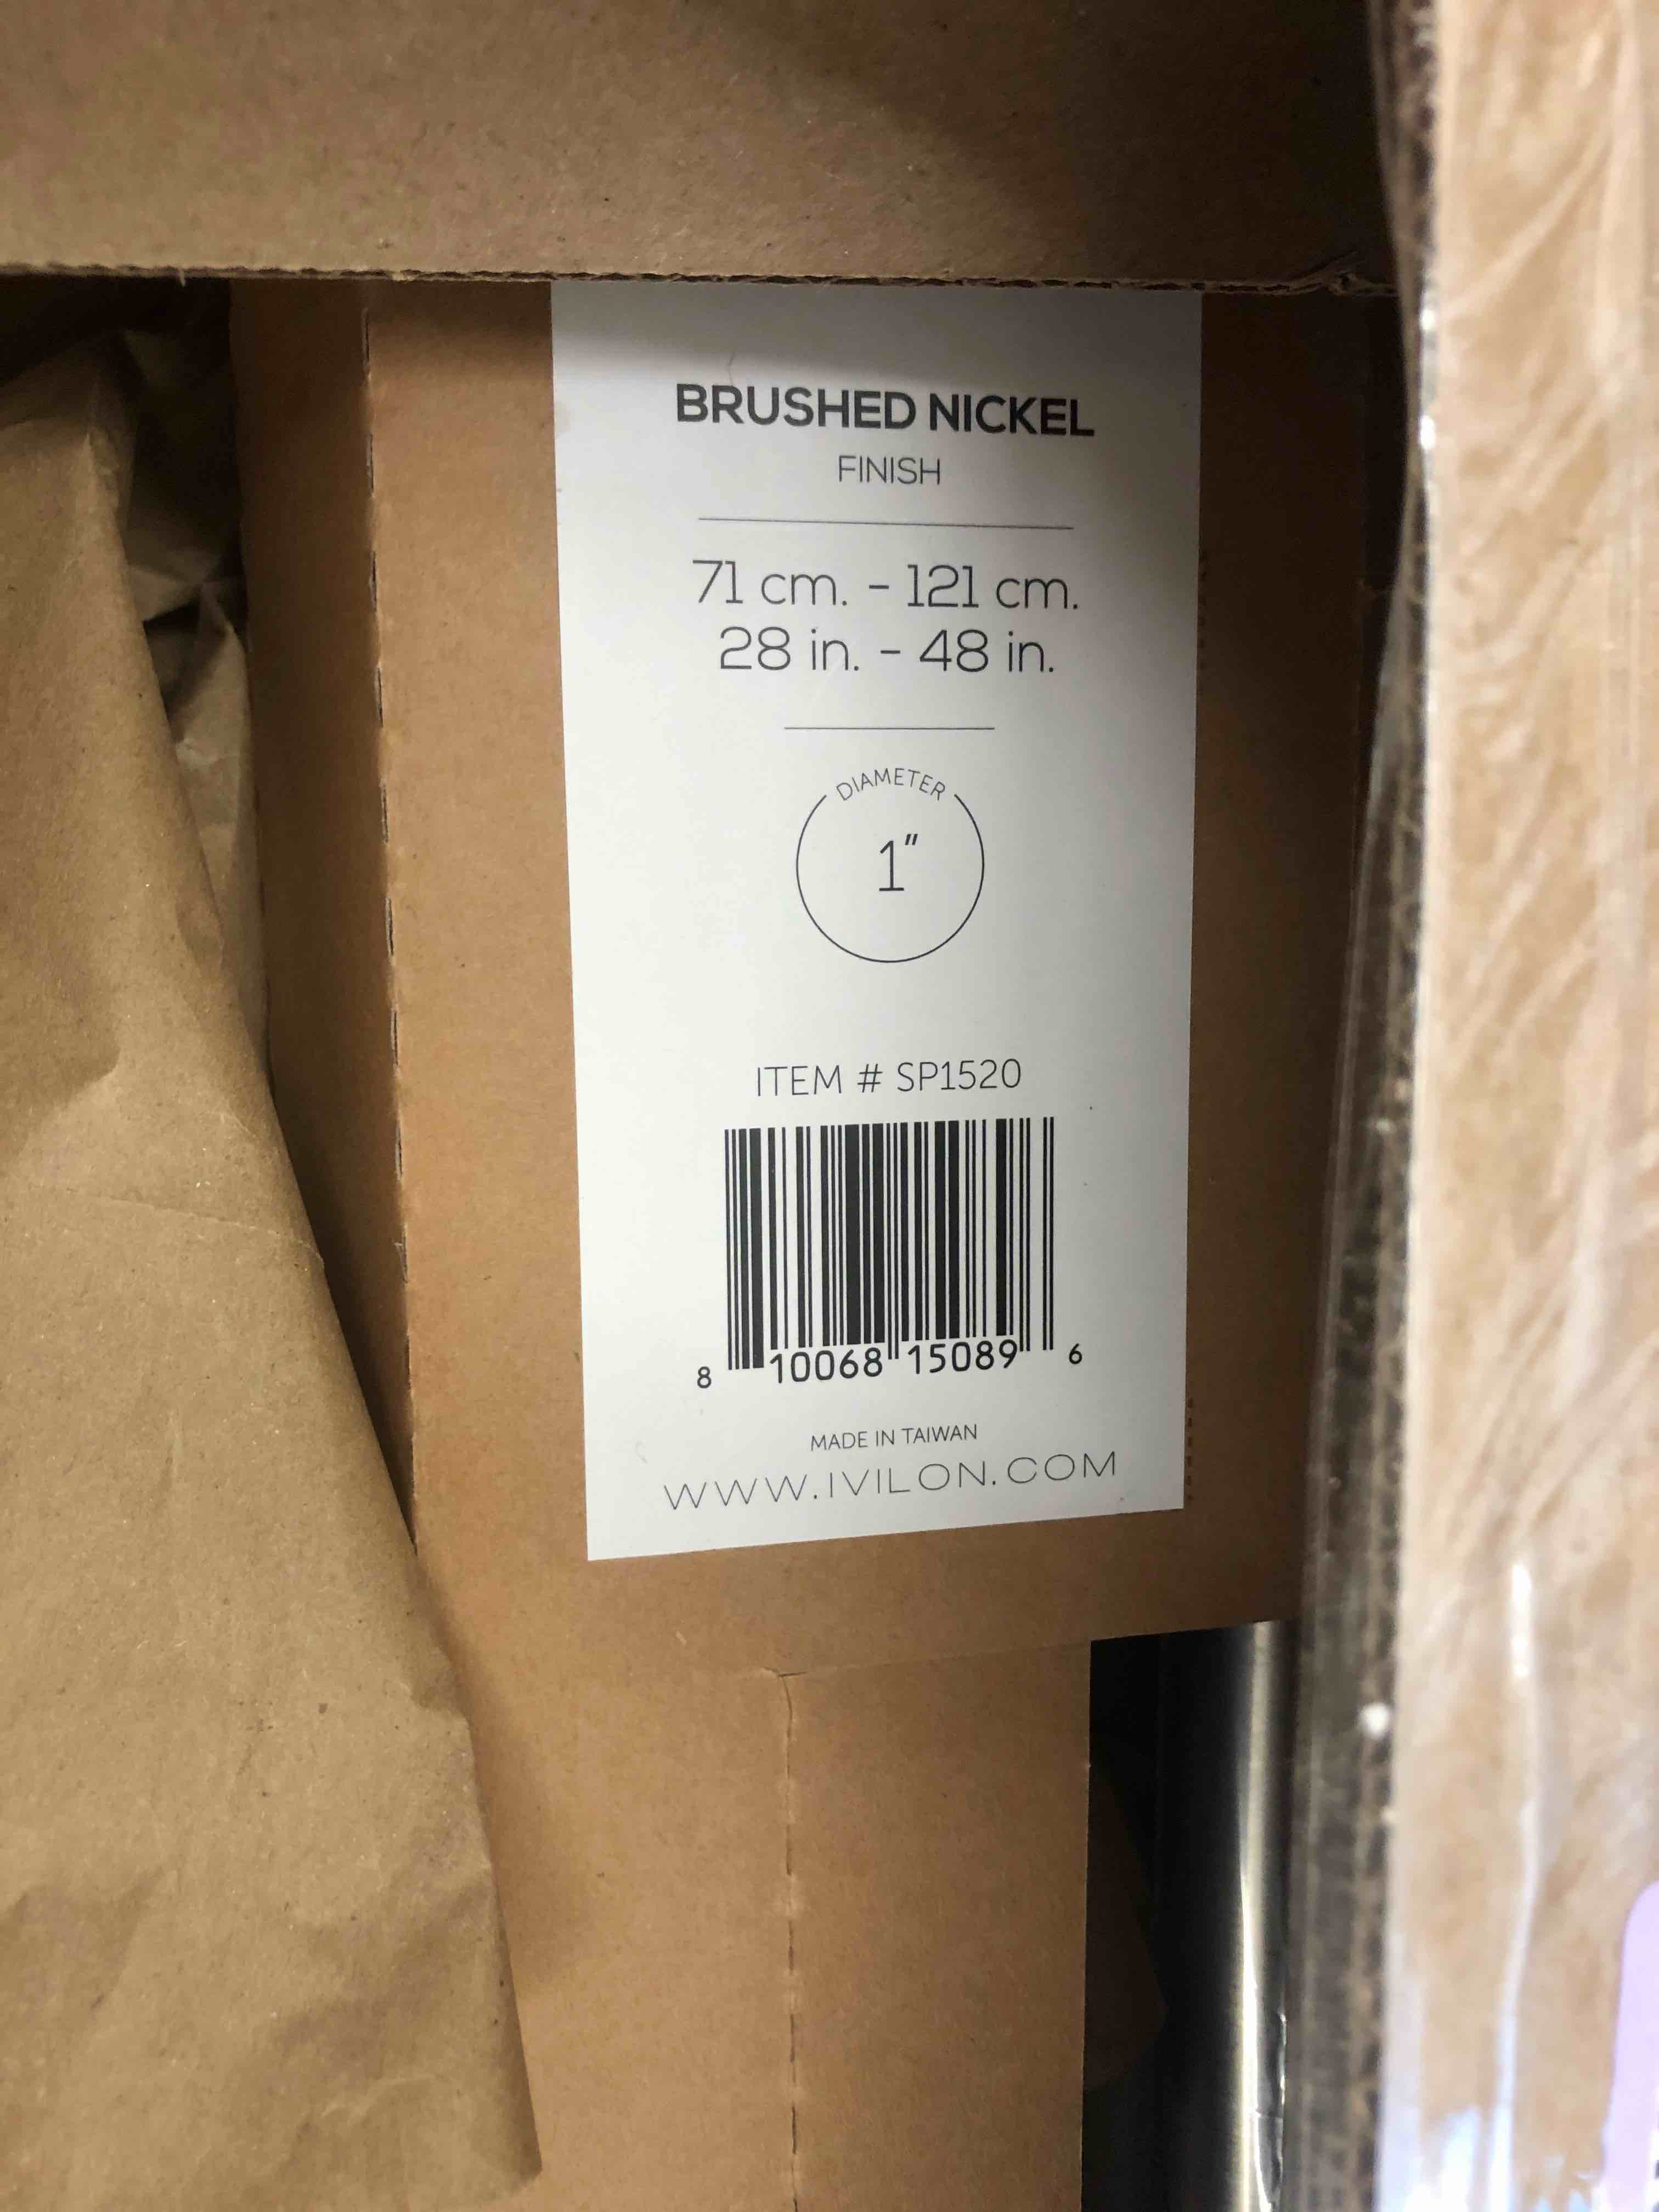 BRUSHED NICKEL
FINISH
71 cm. - 121 cm.
28 in. - 48 in.
DIAMETER
1"
ITEM # SP1520
8 10068 15089 6
MADE IN TAIWAN
WWW.IVILON.COM